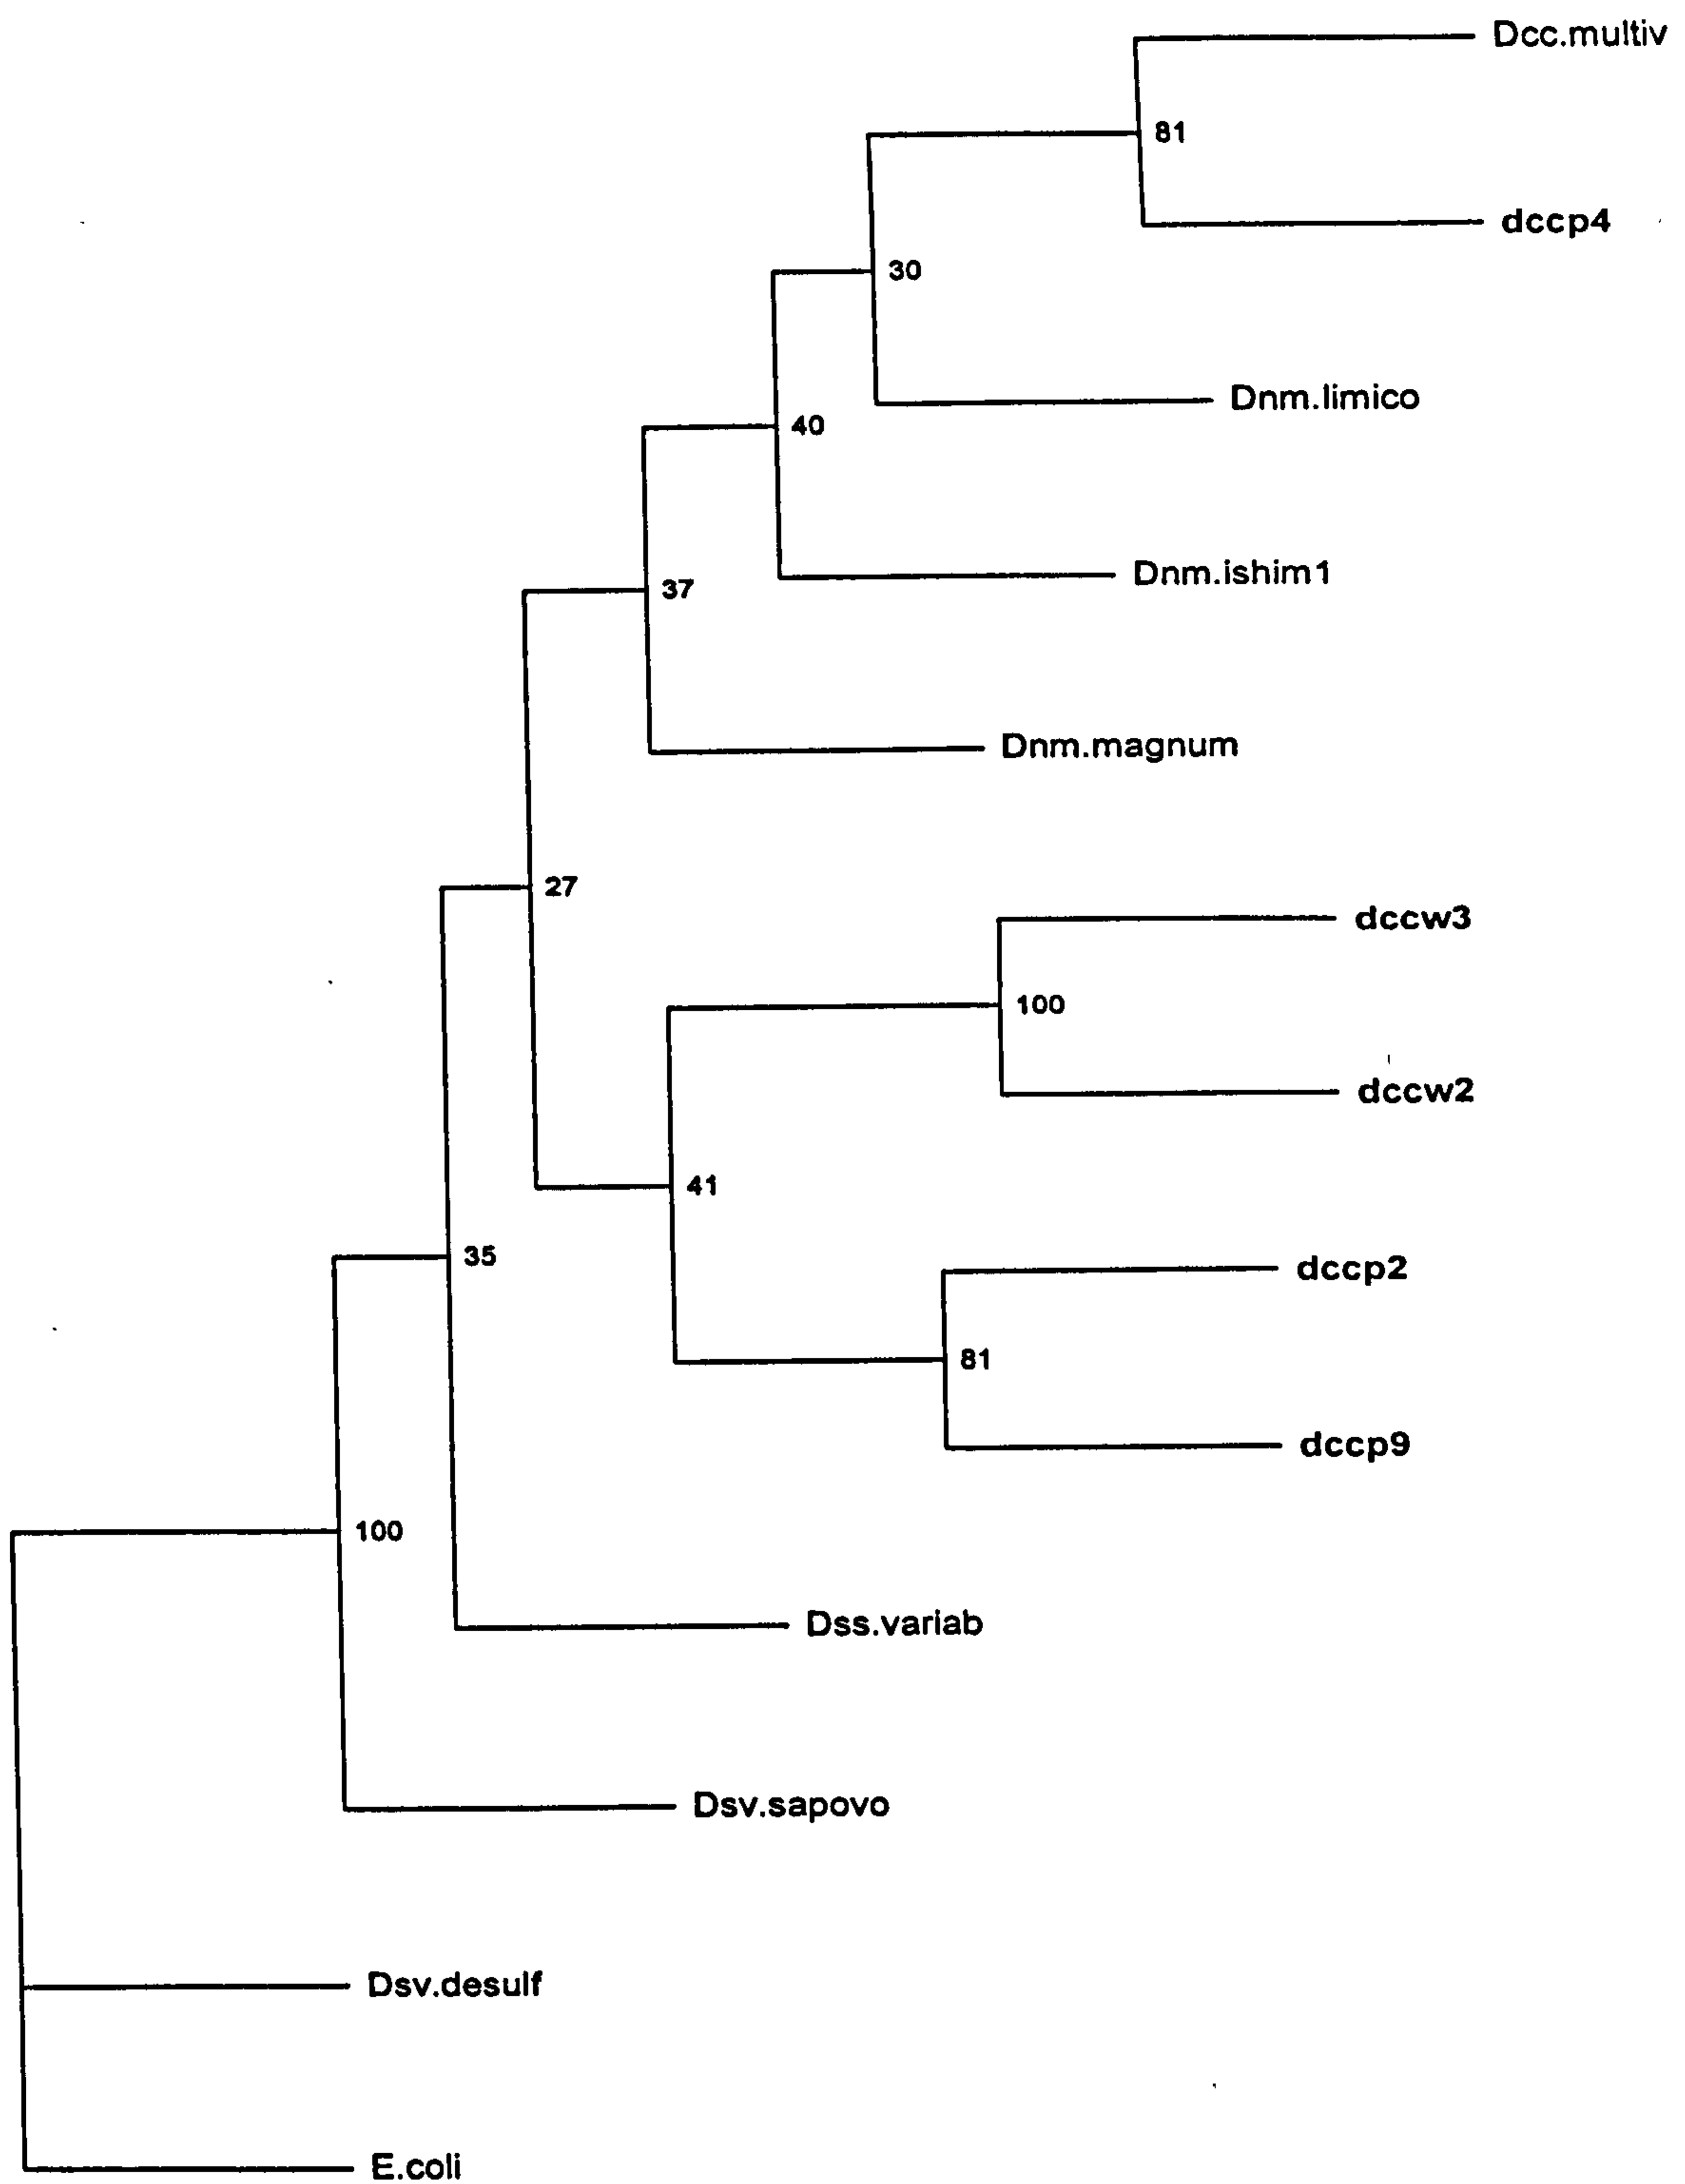 Dcc.multiv
81
dccp4
30
Dnm.limico
40
Dnm.ishim1
37
Dnm.magnum
27
dccw3
100
dccw2
41
35
dccp2
81
dccp9
100
Dss.variab
Dsv.sapovo
Dsv.desulf
E.coli